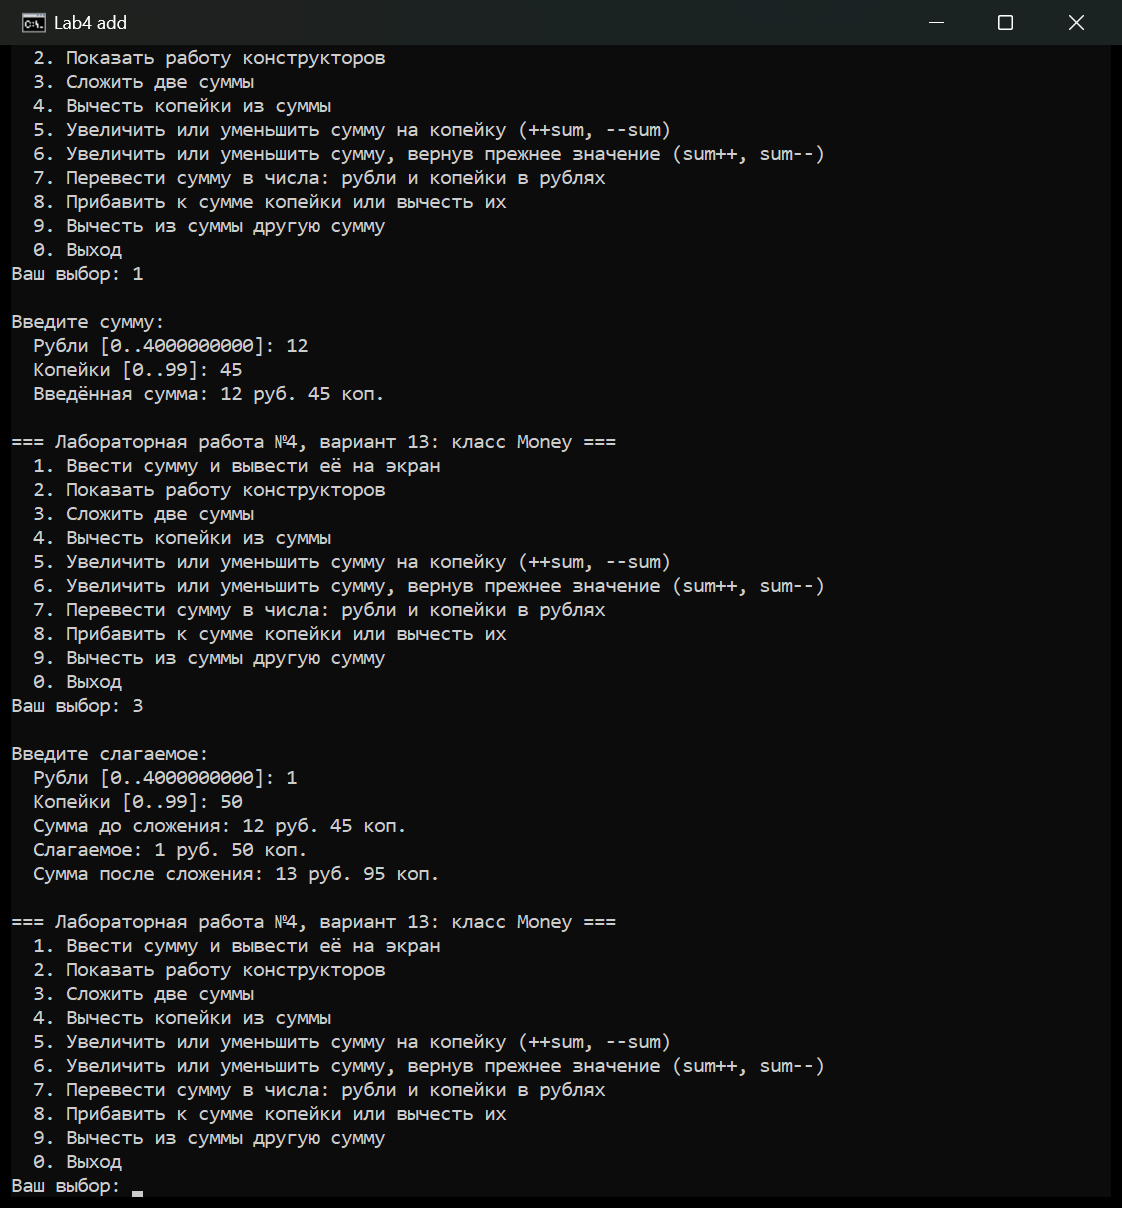 Lab4 add
2. Показать работу конструкторов
3. Сложить две суммы
4. Вычесть копейки из суммы
5. Увеличить или уменьшить сумму на копейку (++sum, --sum)
6. Увеличить или уменьшить сумму, вернув прежнее значение (sum++, sum--)
7. Перевести сумму в числа: рубли и копейки в рублях
8. Прибавить к сумме копейки или вычесть их
9. Вычесть из суммы другую сумму
0. Выход
Ваш выбор: 1
Введите сумму:
Рубли [0..4000000000]: 12
Копейки [0..99]: 45
Введённая сумма: 12 руб. 45 коп.
=== Лабораторная работа №4, вариант 13: класс Money ===
1. Ввести сумму и вывести её на экран
2. Показать работу конструкторов
3. Сложить две суммы
4. Вычесть копейки из суммы
5. Увеличить или уменьшить сумму на копейку (++sum, --sum)
6. Увеличить или уменьшить сумму, вернув прежнее значение (sum++, sum--)
7. Перевести сумму в числа: рубли и копейки в рублях
8. Прибавить к сумме копейки или вычесть их
9. Вычесть из суммы другую сумму
0. Выход
Ваш выбор: 3
Введите слагаемое:
Рубли [0..4000000000]: 1
Копейки [0..99]: 50
Сумма до сложения: 12 руб. 45 коп.
Слагаемое: 1 руб. 50 коп.
Сумма после сложения: 13 руб. 95 коп.
=== Лабораторная работа №4, вариант 13: класс Money ===
1. Ввести сумму и вывести её на экран
2. Показать работу конструкторов
3. Сложить две суммы
4. Вычесть копейки из суммы
5. Увеличить или уменьшить сумму на копейку (++sum, --sum)
6. Увеличить или уменьшить сумму, вернув прежнее значение (sum++, sum--)
7. Перевести сумму в числа: рубли и копейки в рублях
8. Прибавить к сумме копейки или вычесть их
9. Вычесть из суммы другую сумму
0. Выход
Ваш выбор: